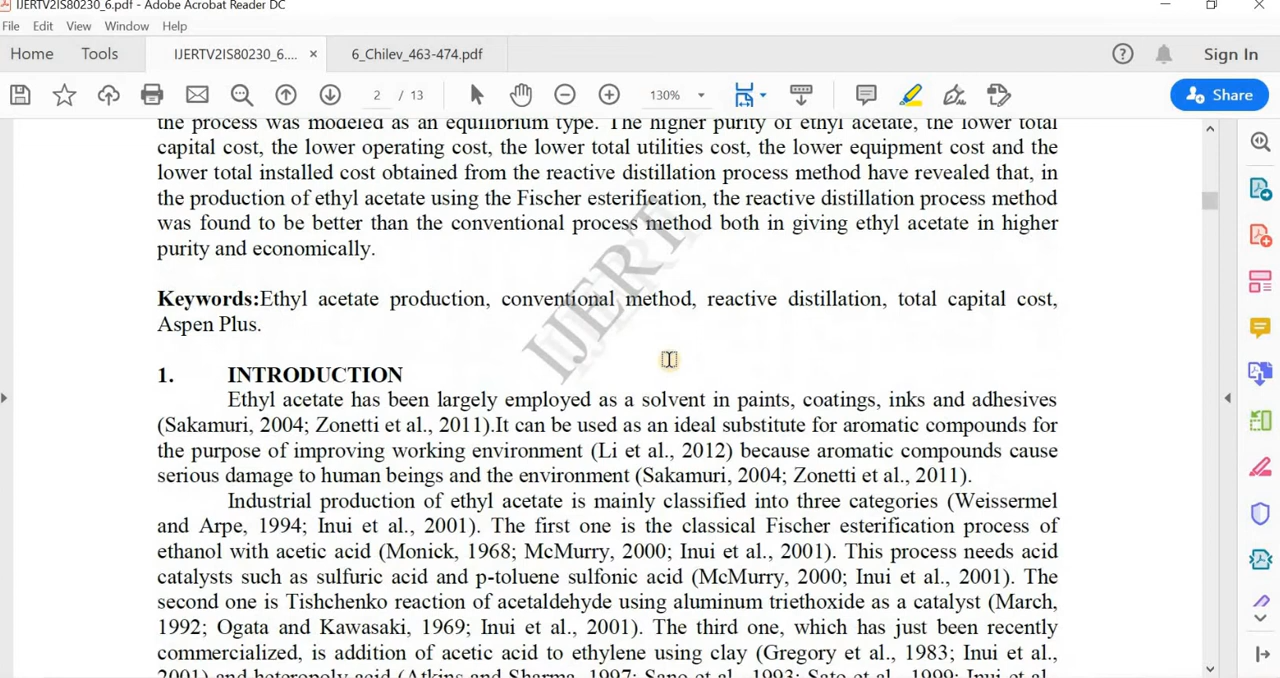 IJERTV2IS80230_6.pdf - Adobe Acrobat Reader DC
File Edit View Window Help
Home Tools IJERTV2IS80230_6.... × 6_Chilev_463-474.pdf Sign In
2 / 13 130% Share
the process was modeled as an equilibrium type. The higher purity of ethyl acetate, the lower total
capital cost, the lower operating cost, the lower total utilities cost, the lower equipment cost and the
lower total installed cost obtained from the reactive distillation process method have revealed that, in
the production of ethyl acetate using the Fischer esterification, the reactive distillation process method
was found to be better than the conventional process method both in giving ethyl acetate in higher
purity and economically.
IJERT
Keywords:Ethyl acetate production, conventional method, reactive distillation, total capital cost,
Aspen Plus.
1. INTRODUCTION
Ethyl acetate has been largely employed as a solvent in paints, coatings, inks and adhesives
(Sakamuri, 2004; Zonetti et al., 2011).It can be used as an ideal substitute for aromatic compounds for
the purpose of improving working environment (Li et al., 2012) because aromatic compounds cause
serious damage to human beings and the environment (Sakamuri, 2004; Zonetti et al., 2011).
Industrial production of ethyl acetate is mainly classified into three categories (Weissermel
and Arpe, 1994; Inui et al., 2001). The first one is the classical Fischer esterification process of
ethanol with acetic acid (Monick, 1968; McMurry, 2000; Inui et al., 2001). This process needs acid
catalysts such as sulfuric acid and p-toluene sulfonic acid (McMurry, 2000; Inui et al., 2001). The
second one is Tishchenko reaction of acetaldehyde using aluminum triethoxide as a catalyst (March,
1992; Ogata and Kawasaki, 1969; Inui et al., 2001). The third one, which has just been recently
commercialized, is addition of acetic acid to ethylene using clay (Gregory et al., 1983; Inui et al.,
2001) and heteropoly acid (Atkins and Sharma, 1997; Sano et al., 1993; Sato et al., 1999; Inui et al.,